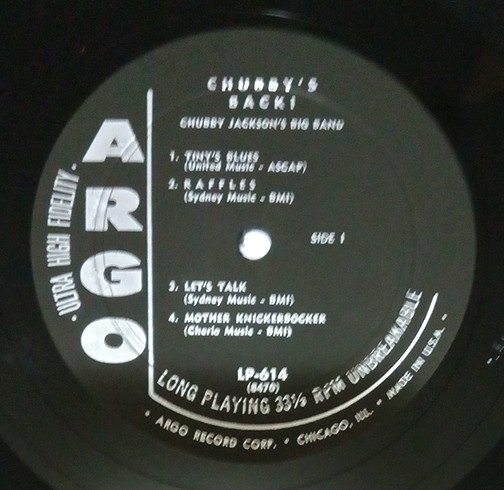 CHUBBY'S
BACK!
CHUBBY JACKSON'S BIG BAND
ARGO
· ULTRA HIGH FIDELITY ·
1. TINY'S BLUES
(United Music - ASCAP)
2. RAFFLES
(Sydney Music - BMI)
SIDE 1
3. LET'S TALK
(Sydney Music - BMI)
4. MOTHER KNICKERBOCKER
(Cherio Music - BMI)
LP-614
(8470)
LONG PLAYING 33⅓ RPM UNBREAKABLE
· ARGO RECORD CORP. · CHICAGO, ILL. · MADE IN U.S.A. ·